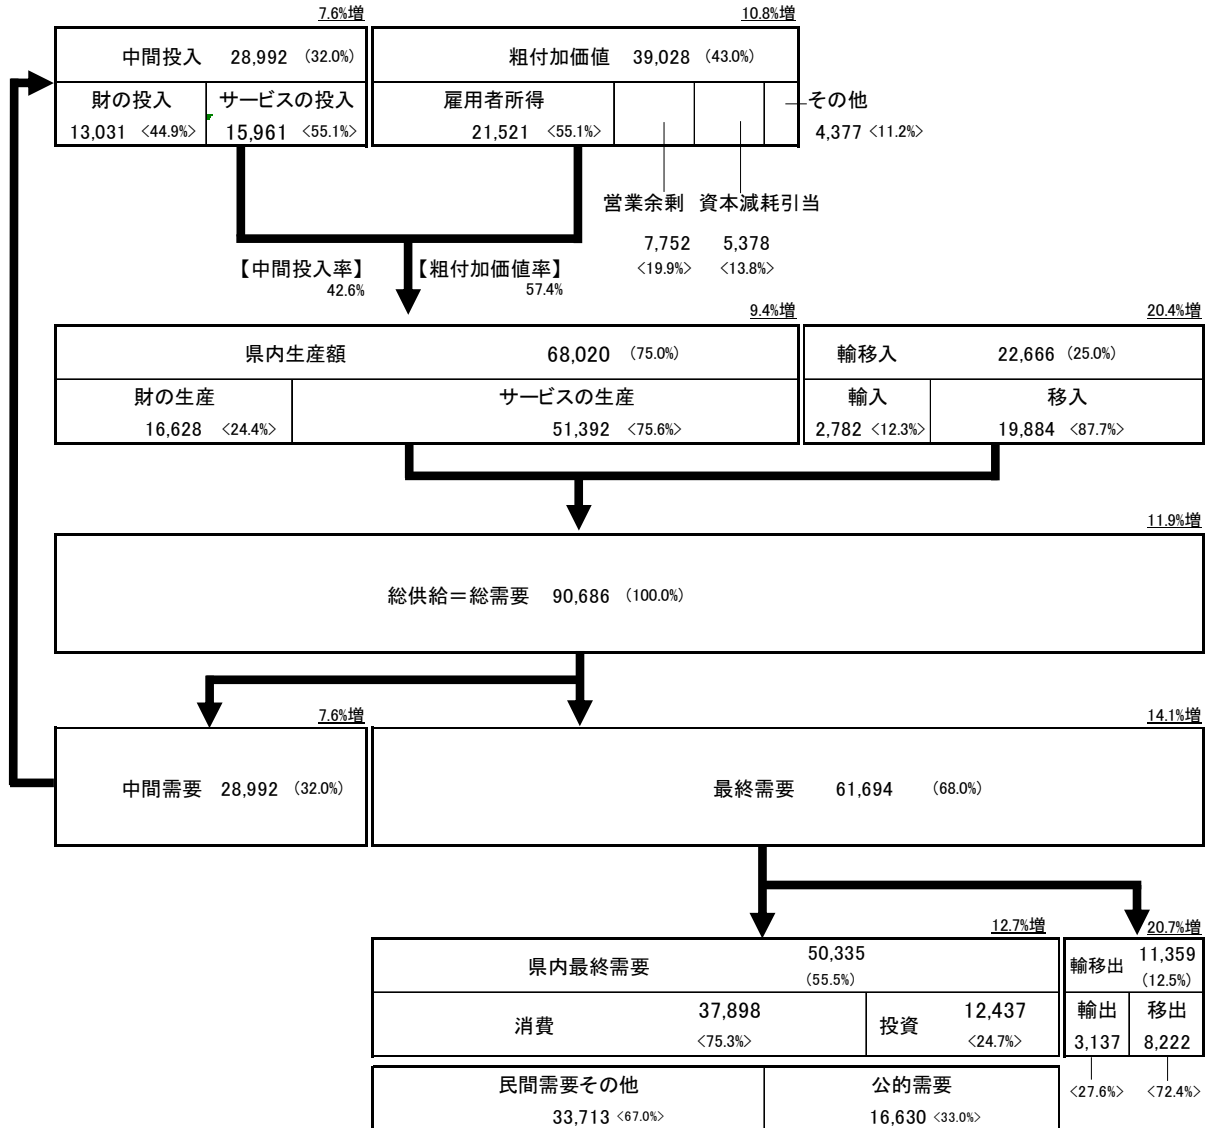 7.6%増 10.8%増
中間投入 28,992 (32.0%) 粗付加価値 39,028 (43.0%)
財の投入 サービスの投入 雇用者所得 その他
13,031 <44.9%> 15,961 <55.1%> 21,521 <55.1%> 4,377 <11.2%>
営業余剰 資本減耗引当
7,752 5,378
<19.9%> <13.8%>
【中間投入率】 【粗付加価値率】
42.6% 57.4%
9.4%増 20.4%増
県内生産額 68,020 (75.0%) 輸移入 22,666 (25.0%)
財の生産 サービスの生産 輸入 移入
16,628 <24.4%> 51,392 <75.6%> 2,782 <12.3%> 19,884 <87.7%>
11.9%増
総供給=総需要 90,686 (100.0%)
7.6%増 14.1%増
中間需要 28,992 (32.0%) 最終需要 61,694 (68.0%)
12.7%増 20.7%増
県内最終需要 50,335 輸移出 11,359
(55.5%) (12.5%)
消費 37,898 投資 12,437 輸出 移出
<75.3%> <24.7%> 3,137 8,222
民間需要その他 公的需要 <27.6%> <72.4%>
33,713 <67.0%> 16,630 <33.0%>